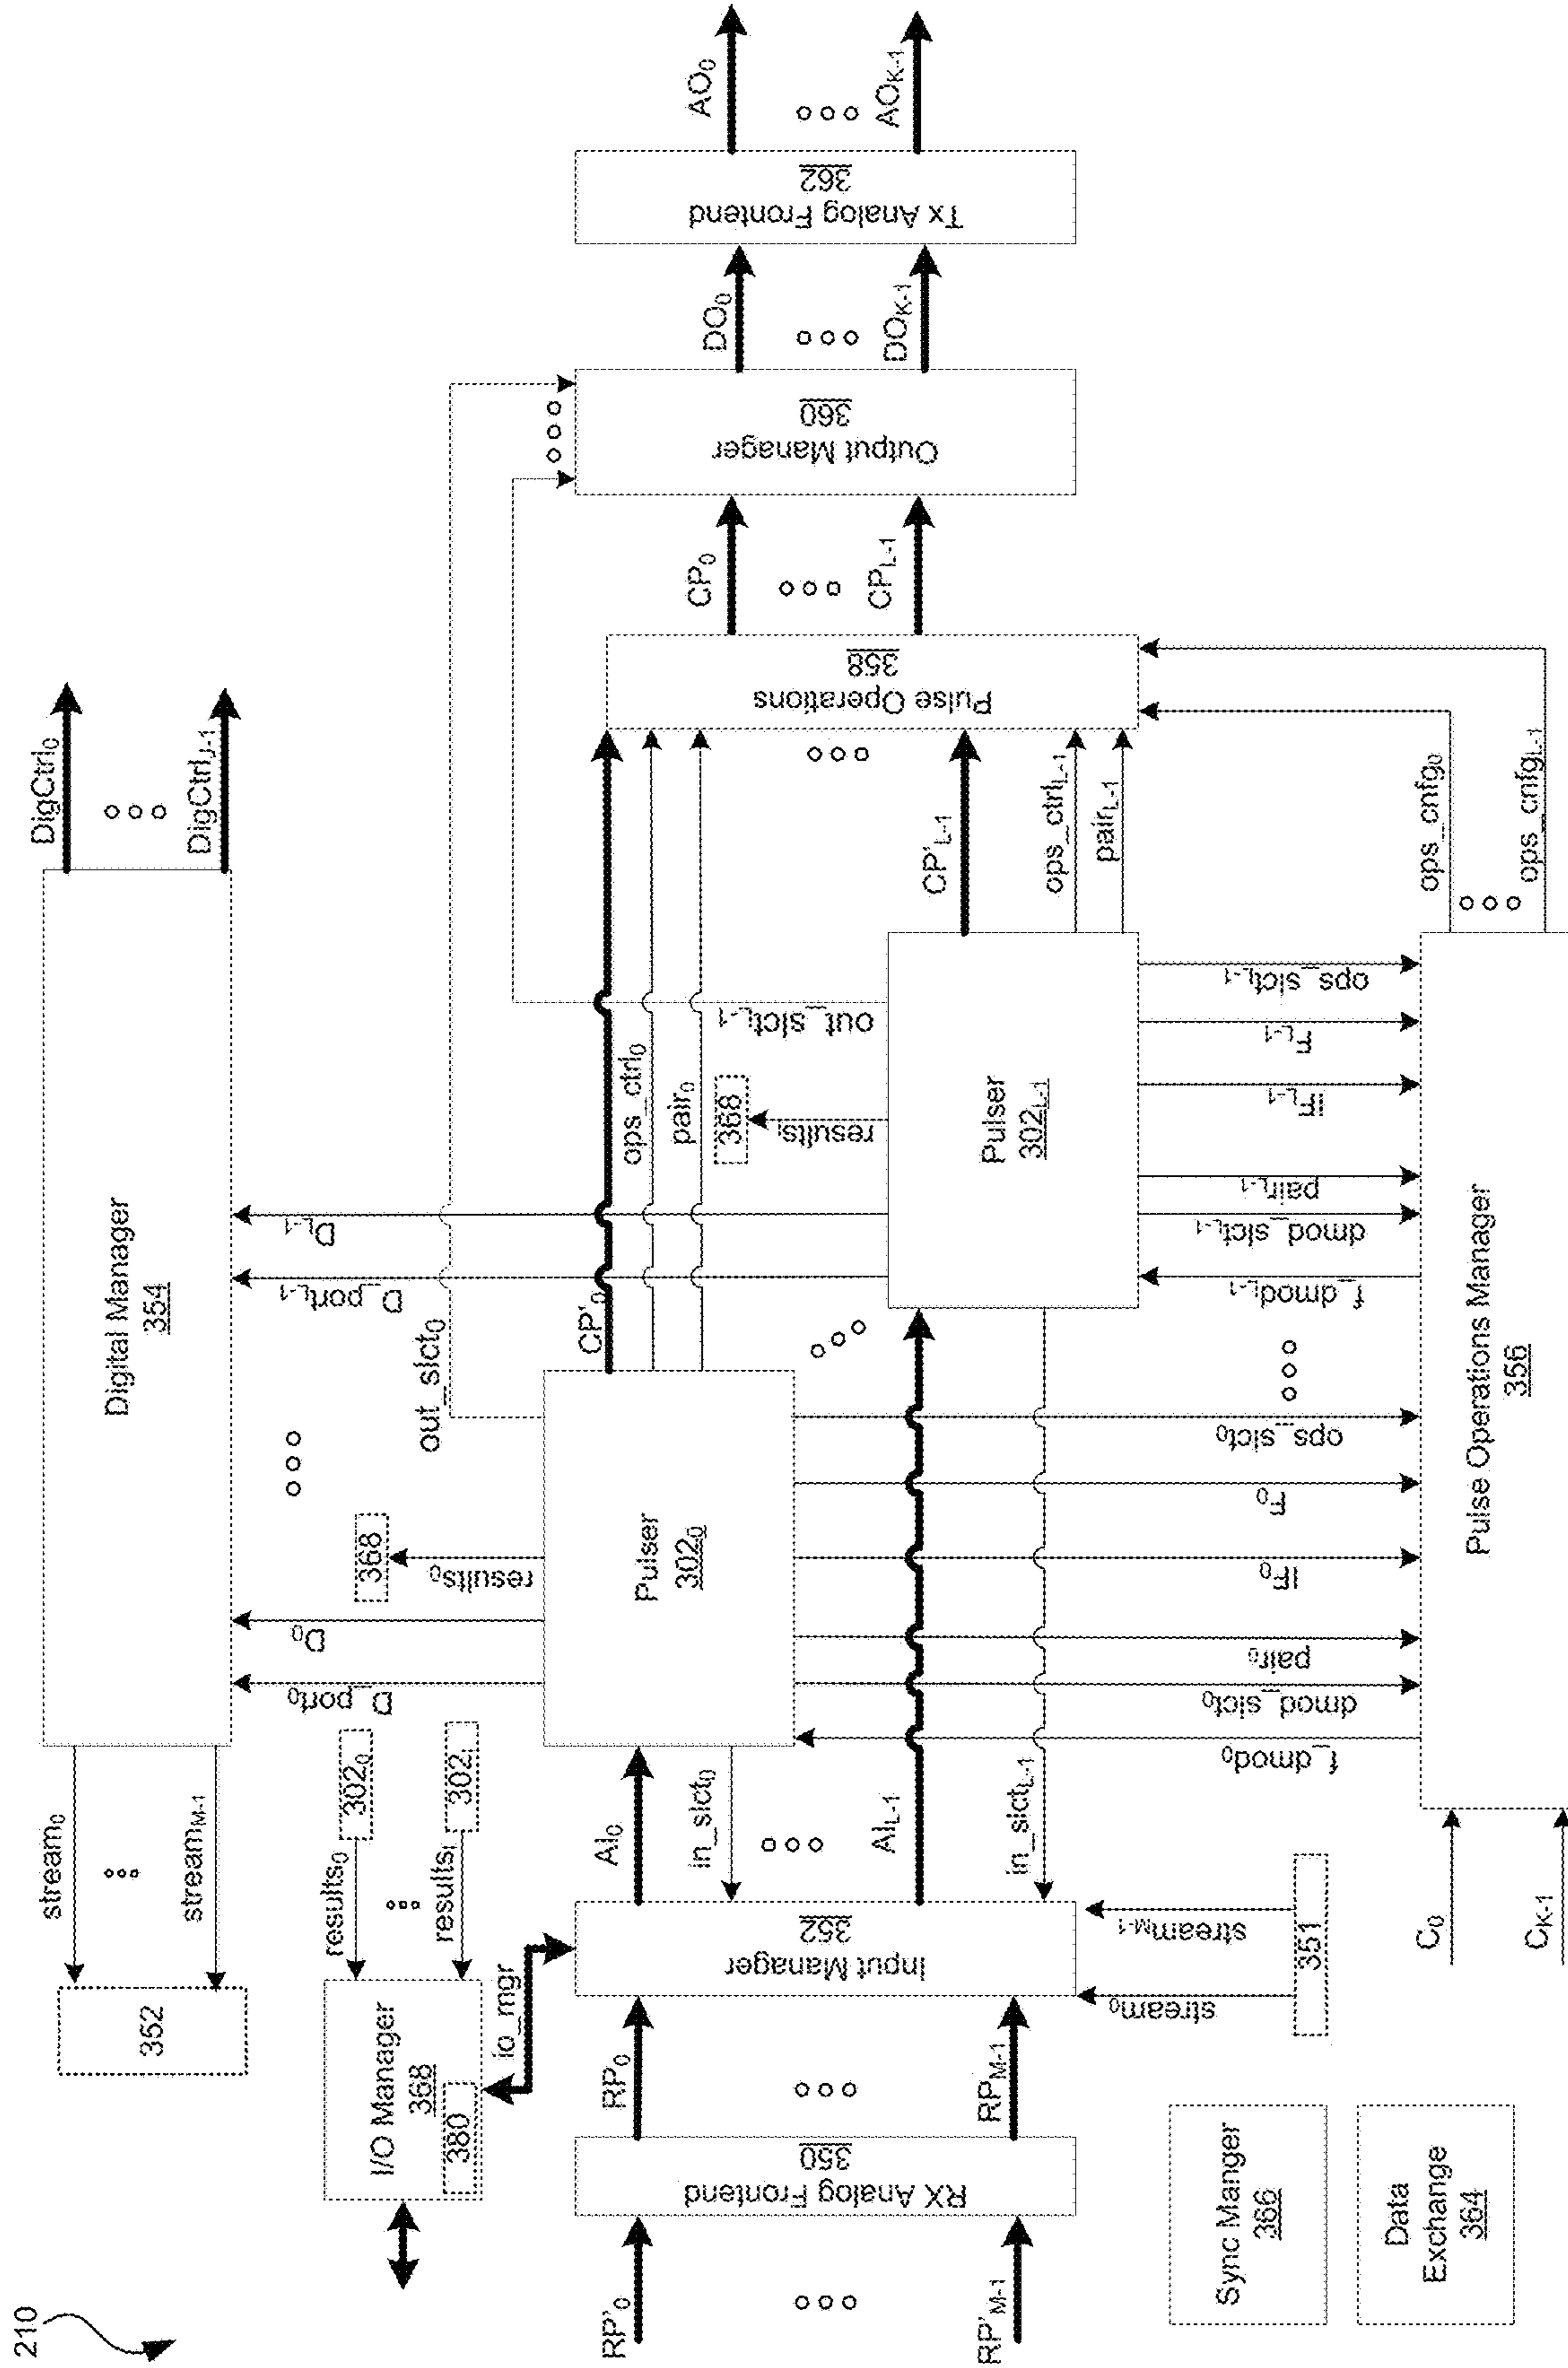 210
DigCtrl0
DigCtrlJ-1
Digital Manager
354
stream0
streamM-1
352
D_port0
D0
D_portL-1
DL-1
results0
368
resultsi
368
3020
302i
results0
resultsi
I/O Manager
368
380
io_mgr
out_slct0
out_slctL-1
Pulser
3020
Pulser
302L-1
CP'0
ops_ctrl0
pair0
CP'L-1
ops_ctrlL-1
pairL-1
RP'0
RP'M-1
RX Analog Frontend
350
RP0
RPM-1
Input Manager
352
AI0
in_slct0
AIL-1
in_slctL-1
stream0
streamM-1
351
Pulse Operations
358
CP0
CPL-1
Output Manager
360
DO0
DOK-1
Tx Analog Frontend
362
AO0
AOK-1
f_dmod0
dmod_slct0
pair0
IF0
F0
ops_slct0
f_dmodL-1
dmod_slctL-1
pairL-1
IFL-1
FL-1
ops_slctL-1
Pulse Operations Manager
356
ops_cnfg0
ops_cnfgL-1
C0
CK-1
Sync Manger
366
Data
Exchange
364